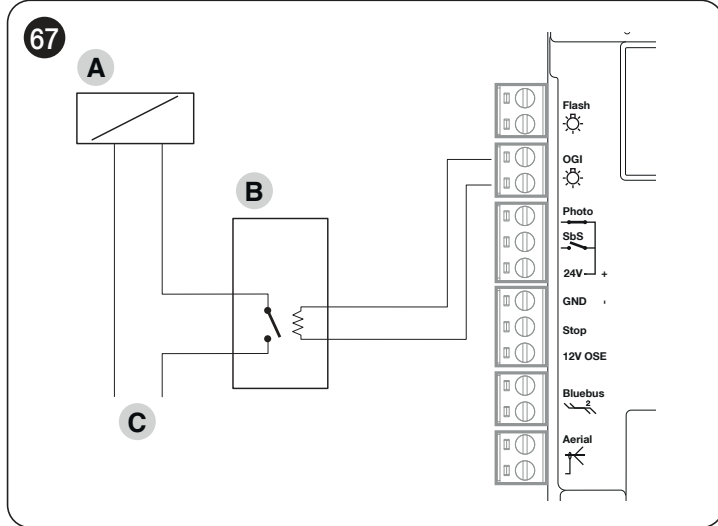 67
A
B
C
Flash
OGI
Photo
SbS
24V +
GND -
Stop
12V OSE
Bluebus
2
Aerial